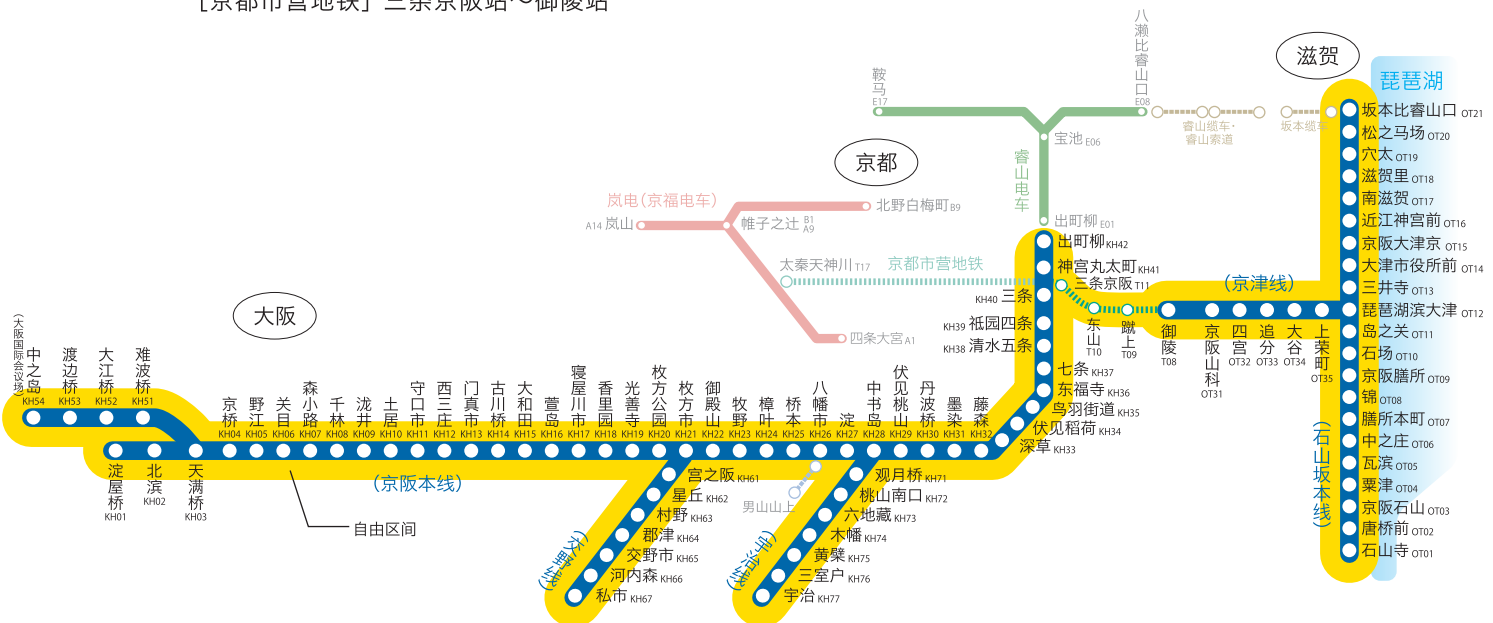 ［京都市营地铁］三条京阪站～御陵站
滋贺
琵琶湖
京都
大阪
鞍马
E17
八濑比睿山口
E08
睿山缆车・
睿山索道
坂本缆车
宝池 E06
睿山电车
出町柳 E01
岚电（京福电车）
A14 岚山
北野白梅町 B9
帷子之辻 B1 A9
太秦天神川 T17
京都市营地铁
四条大宫 A1
出町柳 KH42
神宫丸太町 KH41
三条京阪 T11
KH40 三条
KH39 祇园四条
KH38 清水五条
七条 KH37
东福寺 KH36
鸟羽街道 KH35
伏见稻荷 KH34
深草 KH33
东山
T10
蹴上
T09
（京津线）
御陵
T08
京阪山科
OT31
四宫
OT32
追分
OT33
大谷
OT34
上荣町
OT35
坂本比睿山口 OT21
松之马场 OT20
穴太 OT19
滋贺里 OT18
南滋贺 OT17
近江神宫前 OT16
京阪大津京 OT15
大津市役所前 OT14
三井寺 OT13
琵琶湖滨大津 OT12
岛之关 OT11
石场 OT10
京阪膳所 OT09
锦 OT08
膳所本町 OT07
中之庄 OT06
瓦滨 OT05
粟津 OT04
京阪石山 OT03
唐桥前 OT02
石山寺 OT01
（石山坂本线）
（大阪国际会议场）
中之岛
KH54
渡边桥
KH53
大江桥
KH52
难波桥
KH51
淀屋桥
KH01
北滨
KH02
天满桥
KH03
京桥
KH04
野江
KH05
关目
KH06
森小路
KH07
千林
KH08
泷井
KH09
土居
KH10
守口市
KH11
西三庄
KH12
门真市
KH13
古川桥
KH14
大和田
KH15
萱岛
KH16
寝屋川市
KH17
香里园
KH18
光善寺
KH19
枚方公园
KH20
枚方市
KH21
御殿山
KH22
牧野
KH23
樟叶
KH24
桥本
KH25
八幡市
KH26
淀
KH27
中书岛
KH28
伏见桃山
KH29
丹波桥
KH30
墨染
KH31
藤森
KH32
（京阪本线）
自由区间
宫之阪 KH61
星丘 KH62
村野 KH63
郡津 KH64
交野市 KH65
河内森 KH66
私市 KH67
（交野线）
男山山上
观月桥 KH71
桃山南口 KH72
六地藏 KH73
木幡 KH74
黄檗 KH75
三室户 KH76
宇治 KH77
（宇治线）